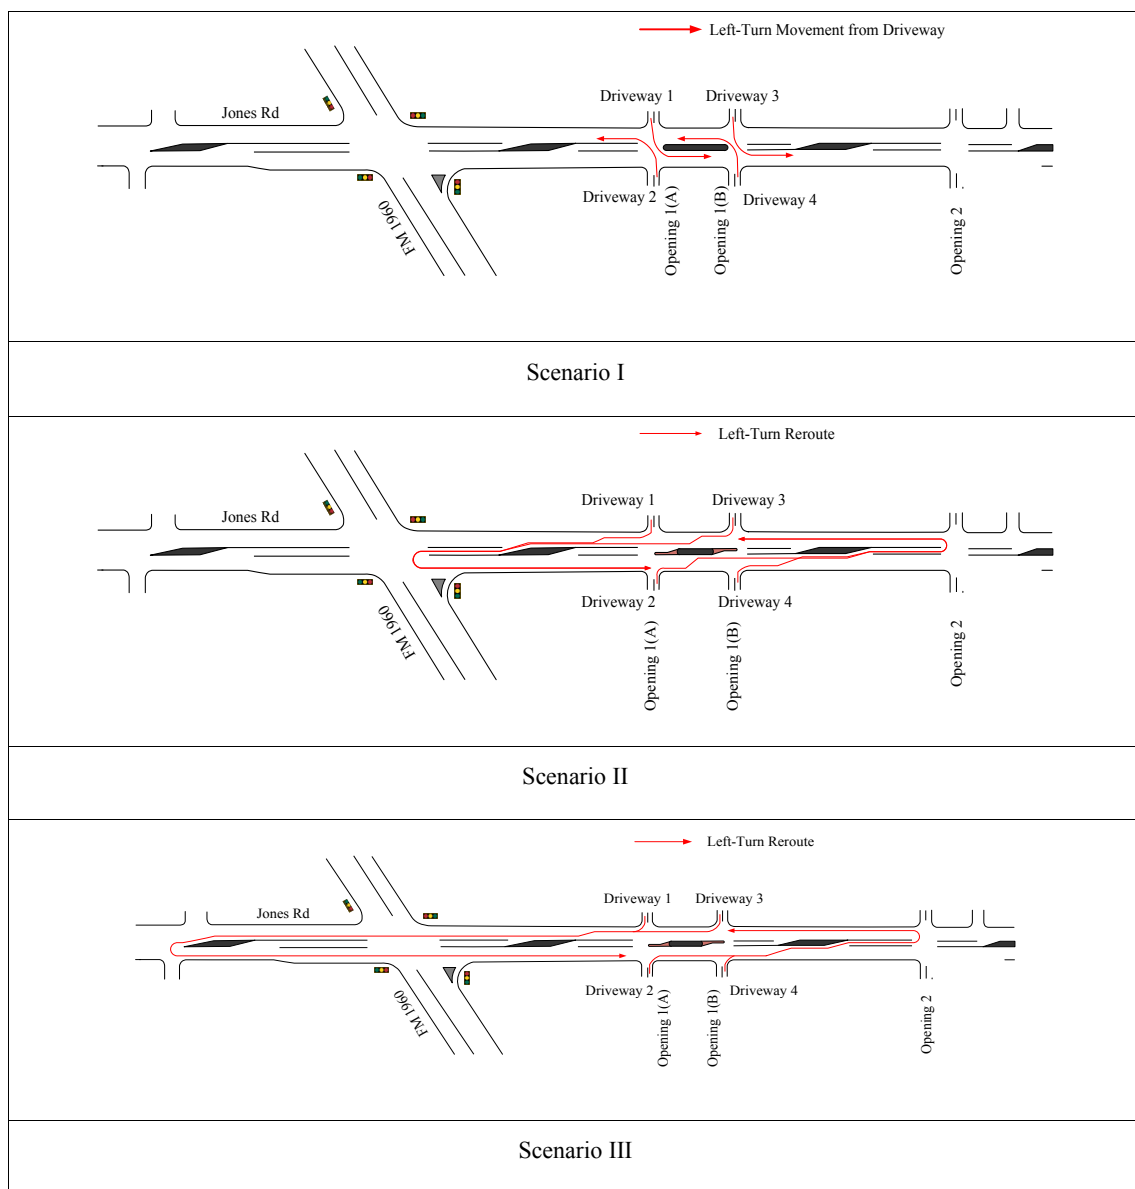 Left-Turn Movement from Driveway
Driveway 1
Driveway 3
Jones Rd
Driveway 2
Driveway 4
FM 1960
Opening 1(A)
Opening 1(B)
Opening 2
Scenario I
Left-Turn Reroute
Driveway 1
Driveway 3
Jones Rd
Driveway 2
Driveway 4
FM 1960
Opening 1(A)
Opening 1(B)
Opening 2
Scenario II
Left-Turn Reroute
Driveway 1
Driveway 3
Jones Rd
Driveway 2
Driveway 4
FM 1960
Opening 1(A)
Opening 1(B)
Opening 2
Scenario III